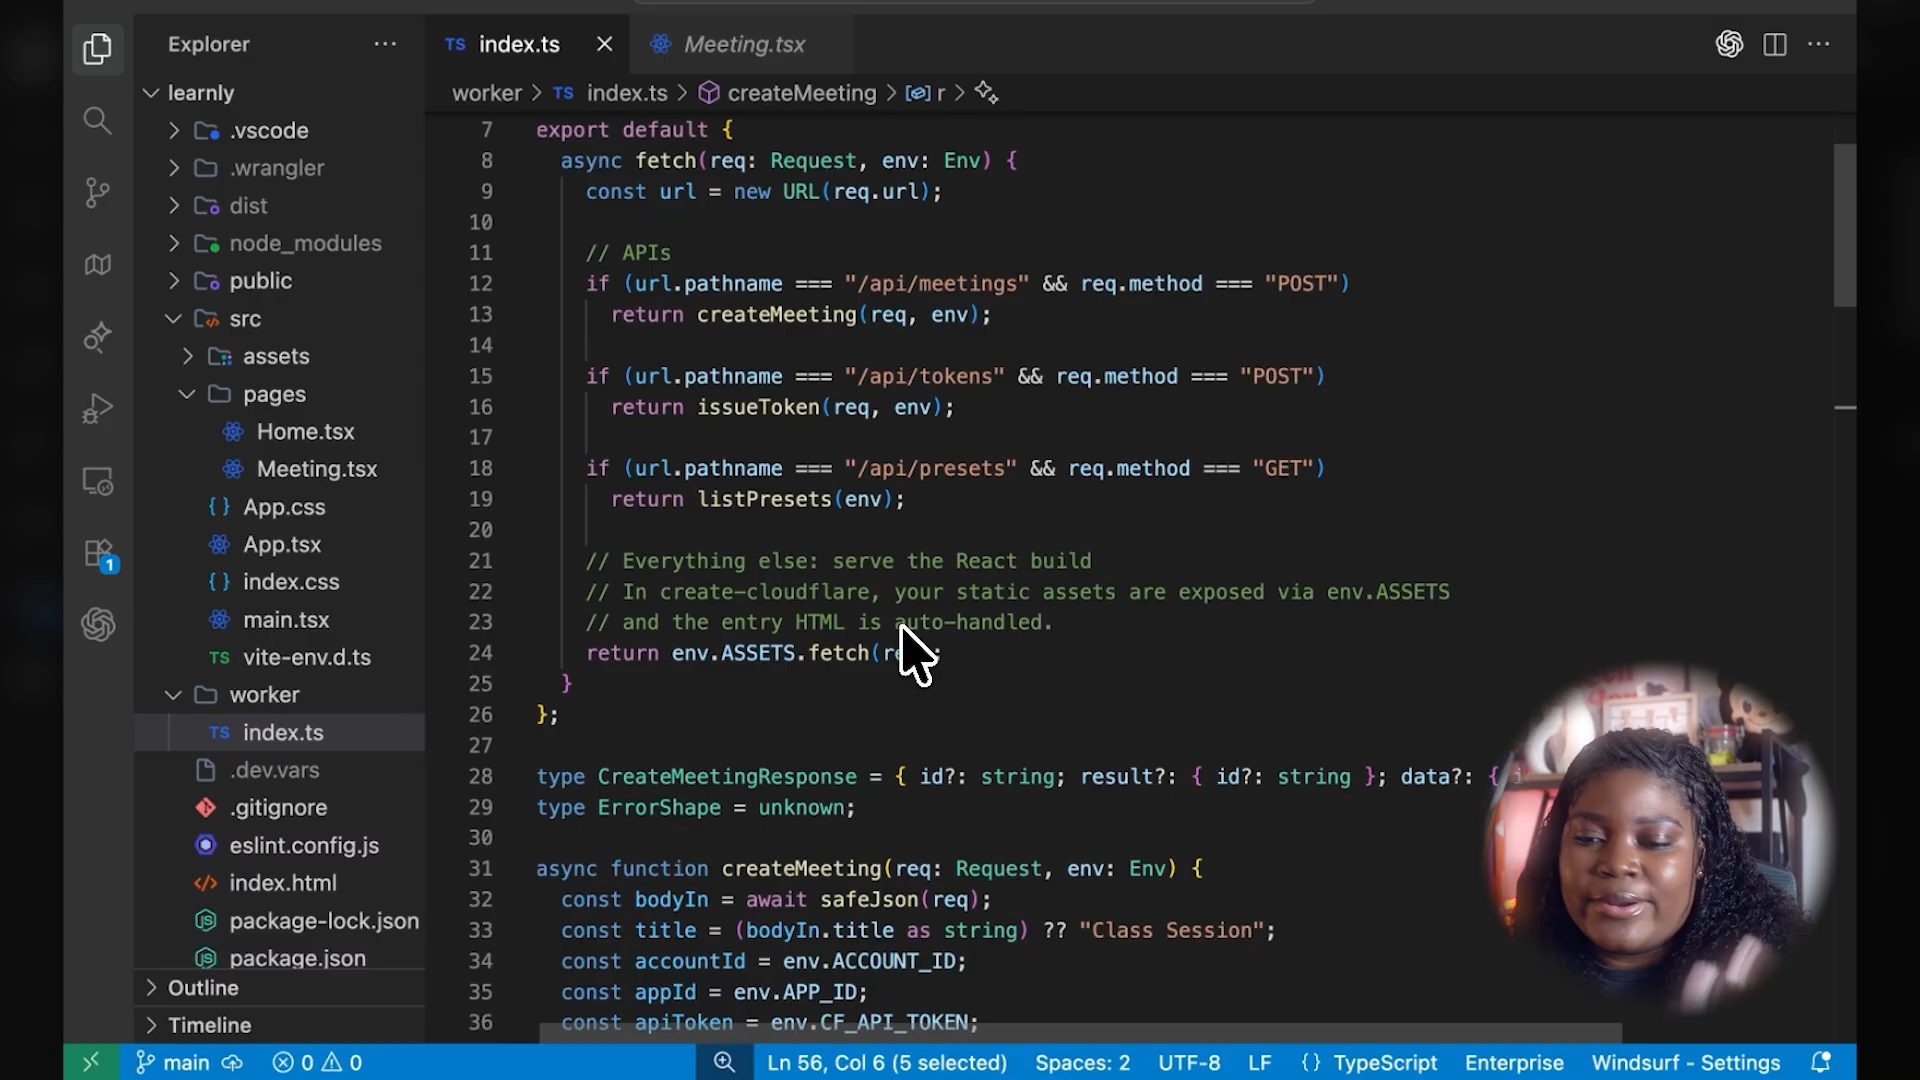 Explorer
learnly
.vscode
.wrangler
dist
node_modules
public
src
assets
pages
Home.tsx
Meeting.tsx
App.css
App.tsx
index.css
main.tsx
TS vite-env.d.ts
worker
TS index.ts
.dev.vars
.gitignore
eslint.config.js
index.html
package-lock.json
package.json
Outline
Timeline
1
TS index.ts
Meeting.tsx
worker > TS index.ts > createMeeting > r >
7 export default {
8 async fetch(req: Request, env: Env) {
9 const url = new URL(req.url);
10
11 // APIs
12 if (url.pathname === "/api/meetings" && req.method === "POST")
13 return createMeeting(req, env);
14
15 if (url.pathname === "/api/tokens" && req.method === "POST")
16 return issueToken(req, env);
17
18 if (url.pathname === "/api/presets" && req.method === "GET")
19 return listPresets(env);
20
21 // Everything else: serve the React build
22 // In create-cloudflare, your static assets are exposed via env.ASSETS
23 // and the entry HTML is auto-handled.
24 return env.ASSETS.fetch(
25 }
26 };
27
28 type CreateMeetingResponse = { id?: string; result?: { id?: string }; data?: {
29 type ErrorShape = unknown;
30
31 async function createMeeting(req: Request, env: Env) {
32 const bodyIn = await safeJson(req);
33 const title = (bodyIn.title as string) ?? "Class Session";
34 const accountId = env.ACCOUNT_ID;
35 const appId = env.APP_ID;
36 const apiToken = env.CF_API_TOKEN;
main 0 0 Ln 56, Col 6 (5 selected) Spaces: 2 UTF-8 LF {} TypeScript Enterprise Windsurf - Settings